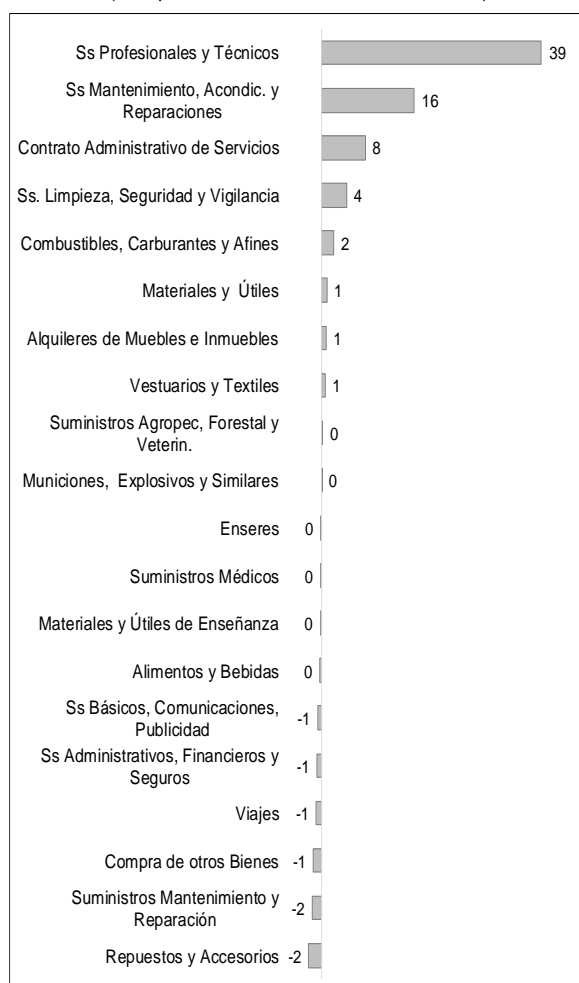 Ss Profesionales y Técnicos 39
Ss Mantenimiento, Acondic. y
Reparaciones 16
Contrato Administrativo de Servicios 8
Ss. Limpieza, Seguridad y Vigilancia 4
Combustibles, Carburantes y Afines 2
Materiales y Útiles 1
Alquileres de Muebles e Inmuebles 1
Vestuarios y Textiles 1
Suministros Agropec, Forestal y
Veterin. 0
Municiones, Explosivos y Similares 0
Enseres 0
Suministros Médicos 0
Materiales y Útiles de Enseñanza 0
Alimentos y Bebidas 0
Ss Básicos, Comunicaciones,
Publicidad -1
Ss Administrativos, Financieros y
Seguros -1
Viajes -1
Compra de otros Bienes -1
Suministros Mantenimiento y
Reparación -2
Repuestos y Accesorios -2